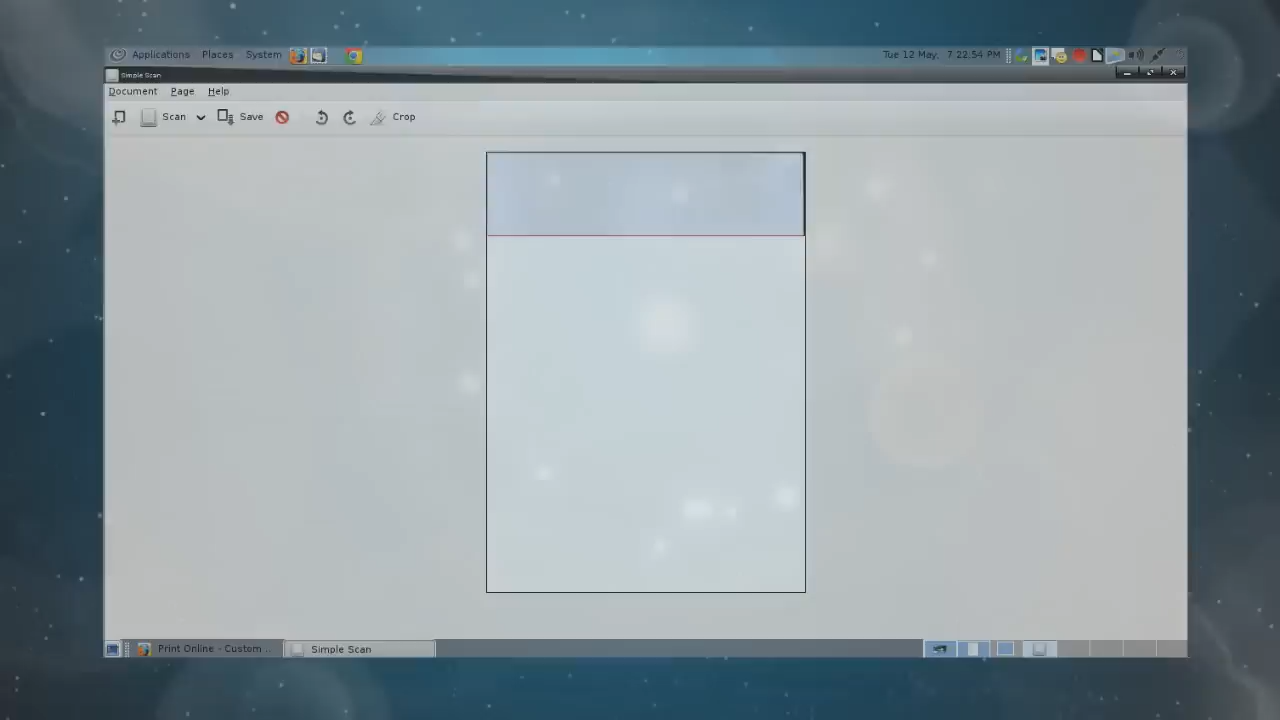 Applications Places System
Tue 12 May, 7:22:54 PM
Simple Scan
Document Page Help
Scan Save Crop
Print Online - Custom ...
Simple Scan